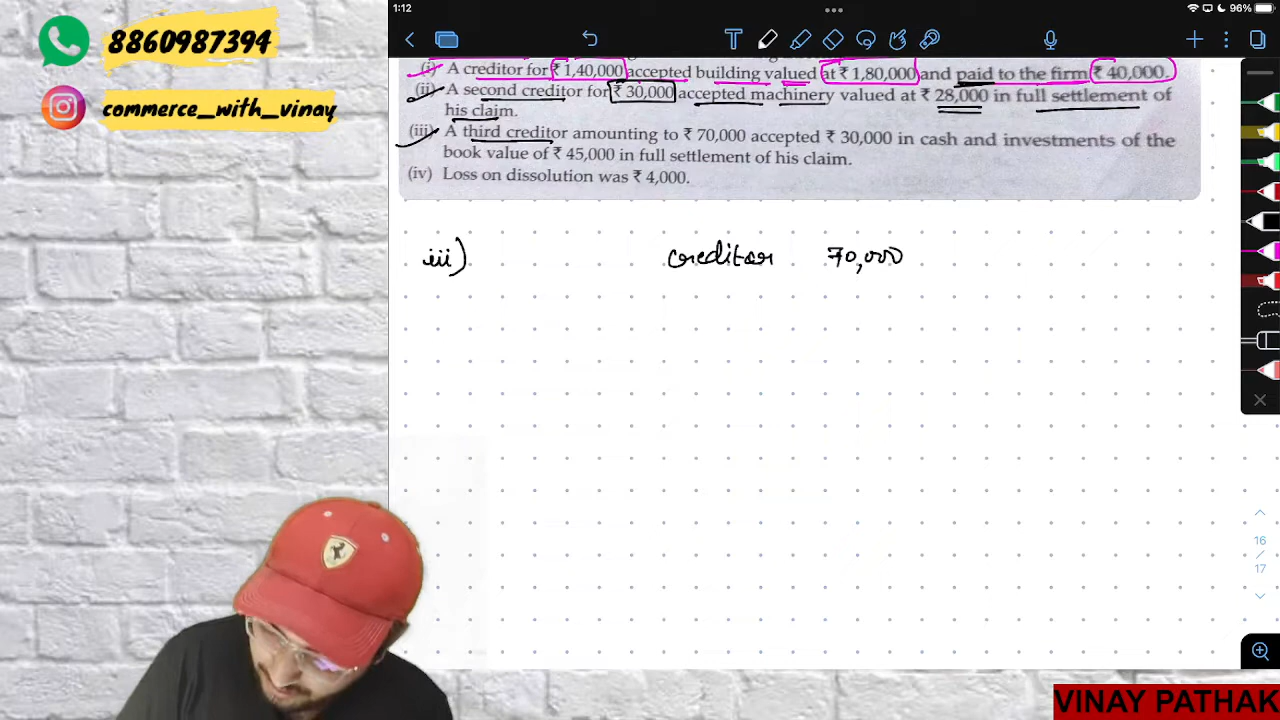 1:12
96%
8860987394
commerce_with_vinay
T
(i) A creditor for ₹ 1,40,000 accepted building valued at ₹ 1,80,000 and paid to the firm ₹ 40,000.
(ii) A second creditor for ₹ 30,000 accepted machinery valued at ₹ 28,000 in full settlement of
his claim.
(iii) A third creditor amounting to ₹ 70,000 accepted ₹ 30,000 in cash and investments of the
book value of ₹ 45,000 in full settlement of his claim.
(iv) Loss on dissolution was ₹ 4,000.
iii) creditor 70,000
16
/
17
VINAY PATHAK